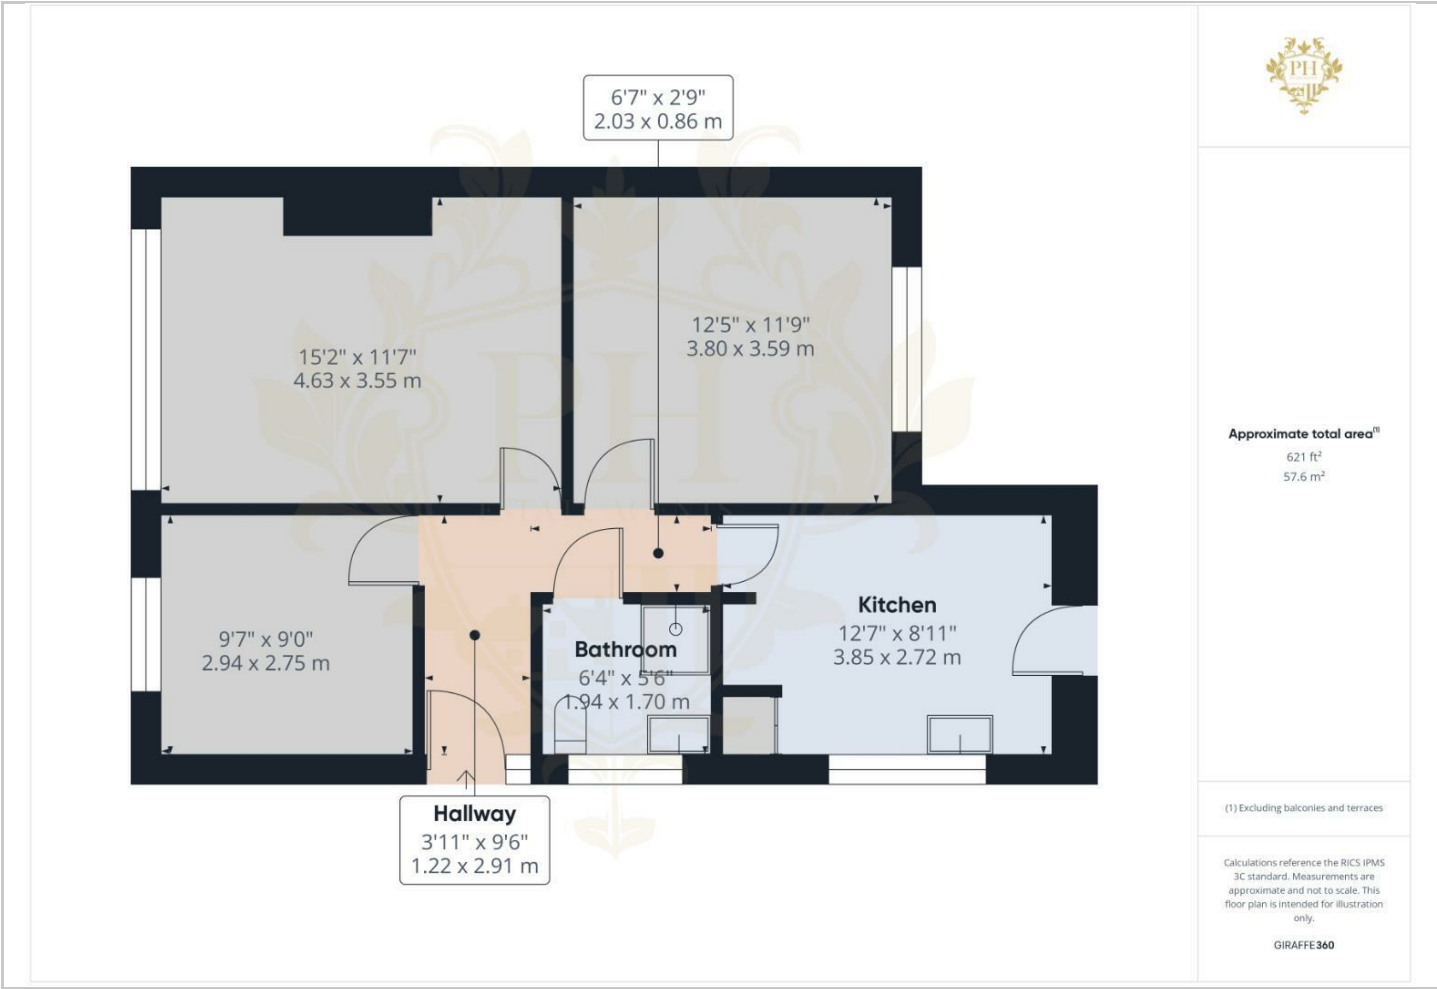 6'7" x 2'9"
2.03 x 0.86 m
15'2" x 11'7"
4.63 x 3.55 m
12'5" x 11'9"
3.80 x 3.59 m
9'7" x 9'0"
2.94 x 2.75 m
Bathroom
6'4" x 5'6"
1.94 x 1.70 m
Kitchen
12'7" x 8'11"
3.85 x 2.72 m
Hallway
3'11" x 9'6"
1.22 x 2.91 m
PH
PH
Approximate total area⁽¹⁾
621 ft²
57.6 m²
(1) Excluding balconies and terraces
Calculations reference the RICS IPMS
3C standard. Measurements are
approximate and not to scale. This
floor plan is intended for illustration
only.
GIRAFFE360